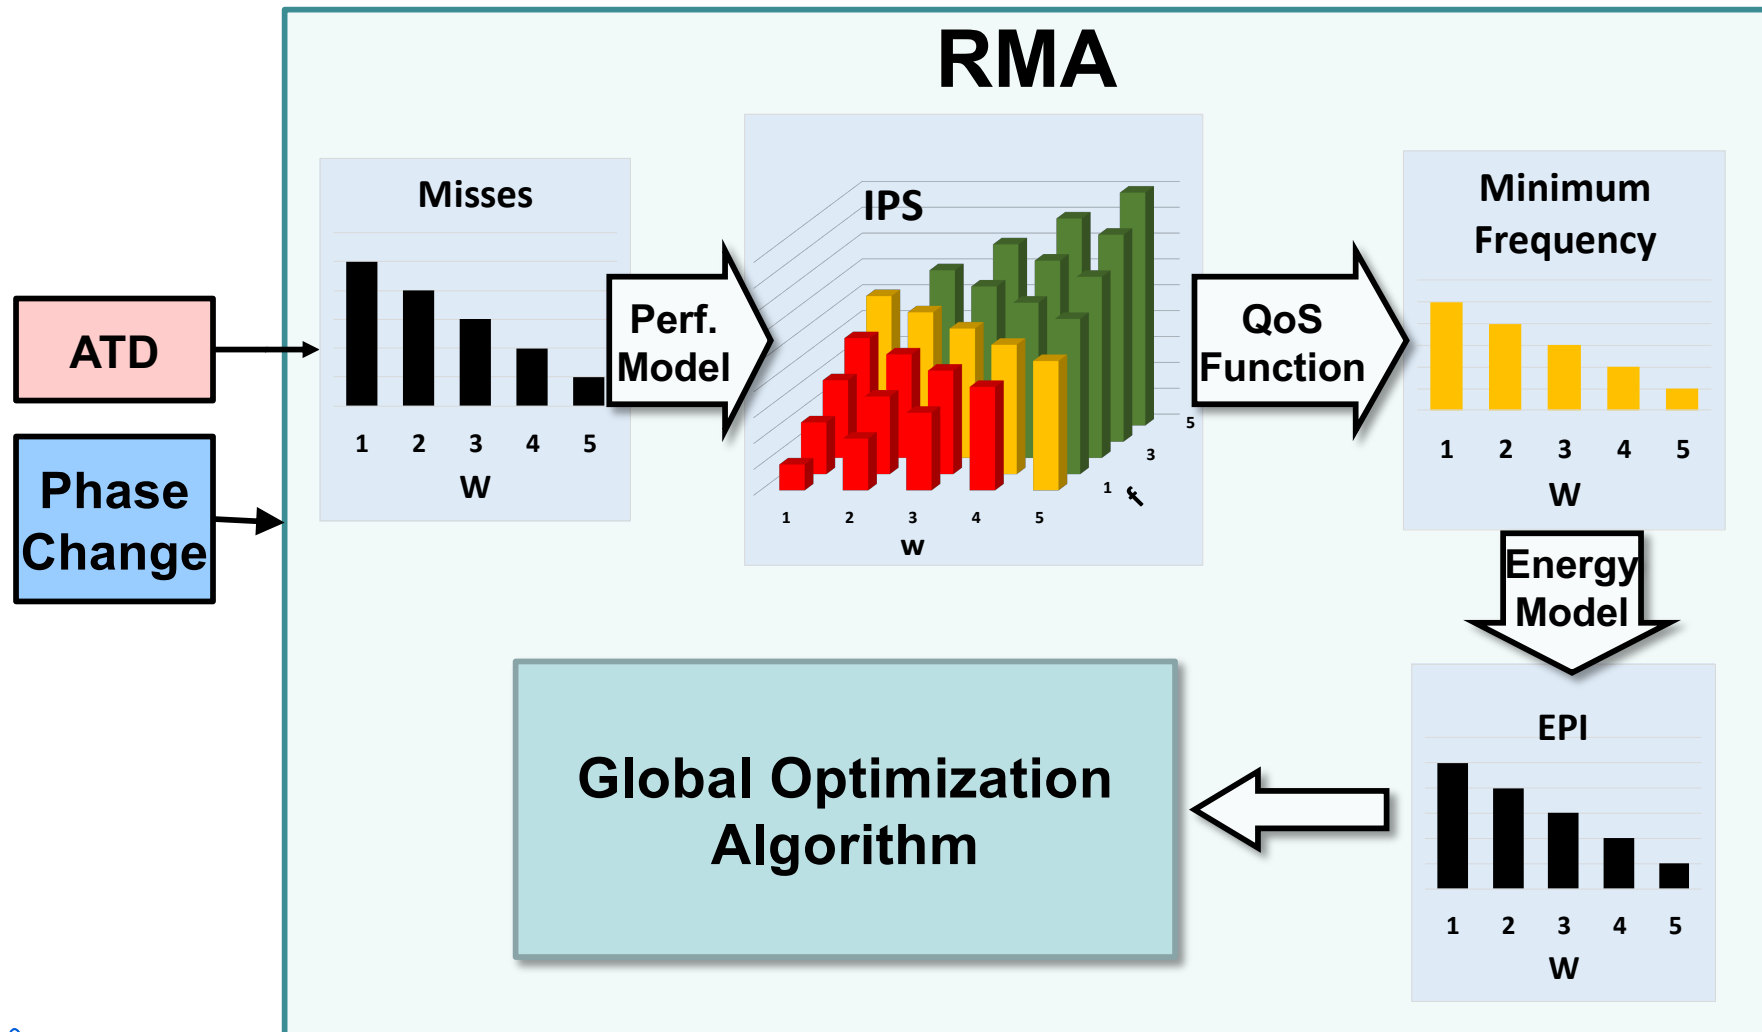 RMA
ATD
Phase
Change
Misses
1 2 3 4 5
W
Perf.
Model
IPS
1 2 3 4 5
w
1
3
5
f
QoS
Function
Minimum
Frequency
1 2 3 4 5
W
Energy
Model
EPI
1 2 3 4 5
W
Global Optimization
Algorithm